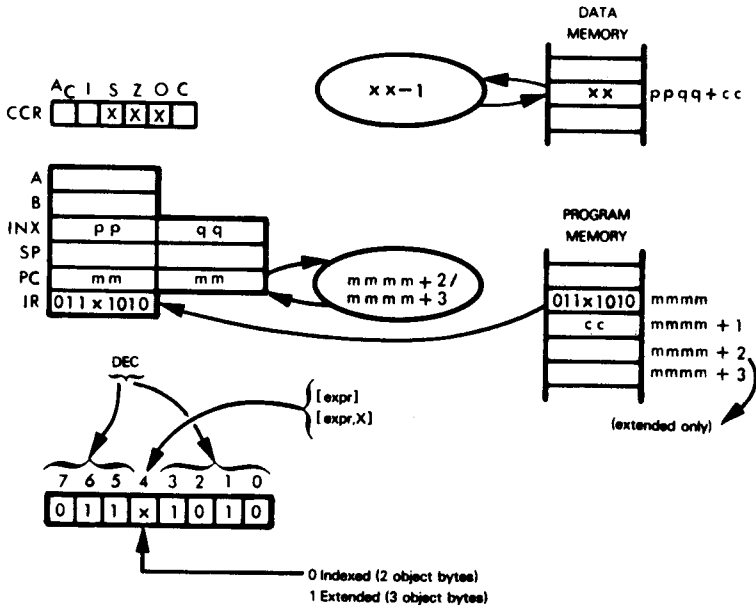 DATA
MEMORY
A_C I S Z O C
CCR X X X
xx-1
xx ppqq+cc
A
B
INX pp qq
SP
PC mm mm
IR 011x1010
mmmm+2/
mmmm+3
PROGRAM
MEMORY
011x1010 mmmm
cc mmmm + 1
mmmm + 2
mmmm + 3
(extended only)
DEC
[expr]
[expr,X]
7 6 5 4 3 2 1 0
0 1 1 x 1 0 1 0
0 Indexed (2 object bytes)
1 Extended (3 object bytes)